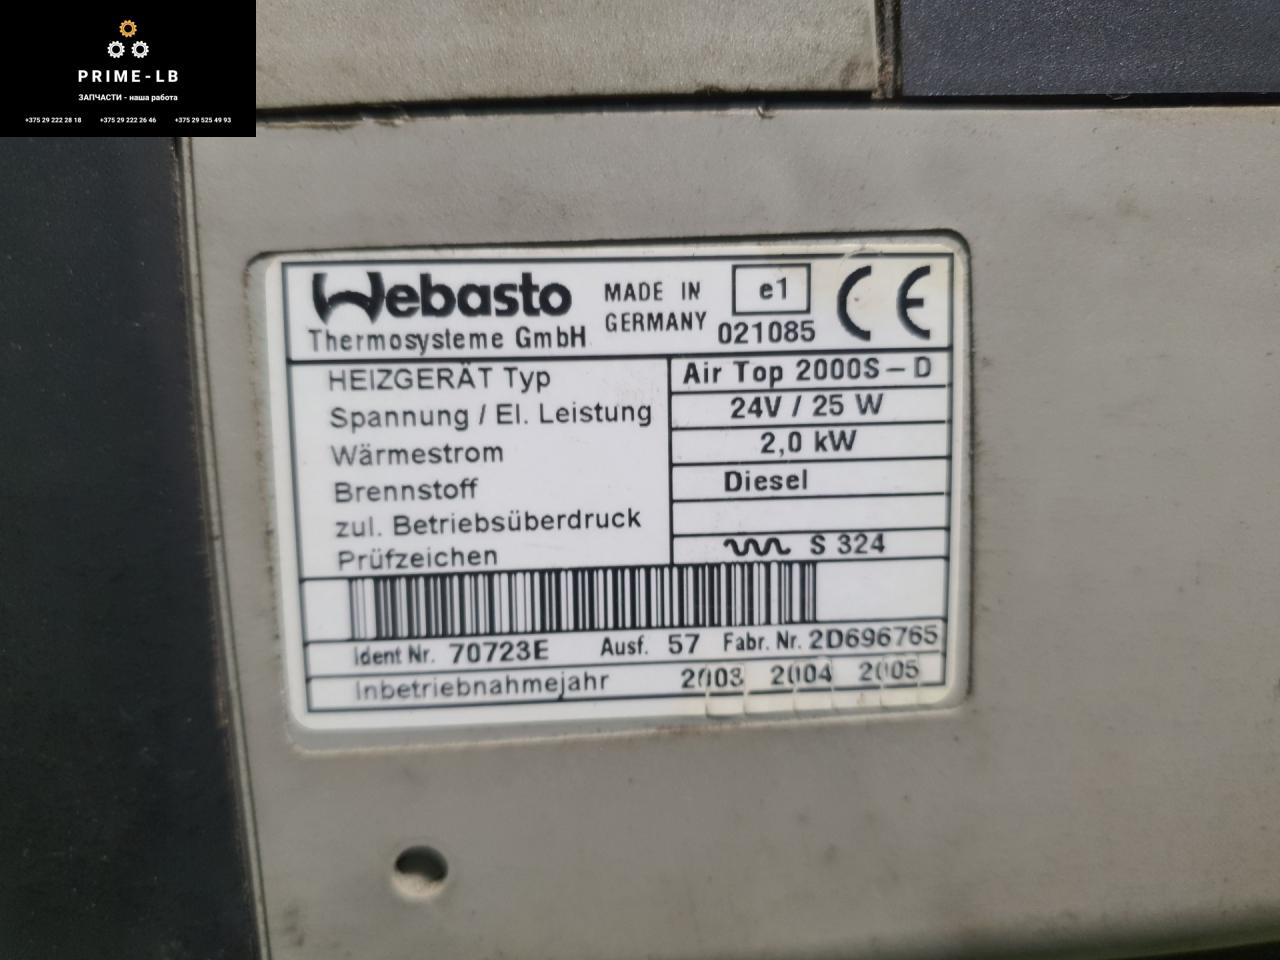 PRIME-LB
ЗАПЧАСТИ - наша работа
+375 29 222 28 18 +375 29 222 26 46 +375 29 525 49 93
Webasto MADE IN GERMANY e1
Thermosysteme GmbH 021085 CE
HEIZGERÄT Typ Air Top 2000S – D
Spannung / El. Leistung 24V / 25 W
Wärmestrom 2,0 kW
Brennstoff Diesel
zul. Betriebsüberdruck
Prüfzeichen S 324
Ident Nr. 70723E Ausf. 57 Fabr. Nr. 2D696765
Inbetriebnahmejahr 2003 2004 2005